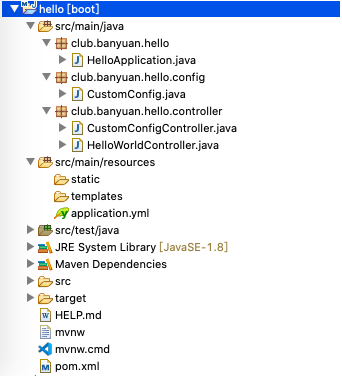 hello [boot]
src/main/java
club.banyuan.hello
HelloApplication.java
club.banyuan.hello.config
CustomConfig.java
club.banyuan.hello.controller
CustomConfigController.java
HelloWorldController.java
src/main/resources
static
templates
application.yml
src/test/java
JRE System Library [JavaSE-1.8]
Maven Dependencies
src
target
HELP.md
mvnw
mvnw.cmd
pom.xml